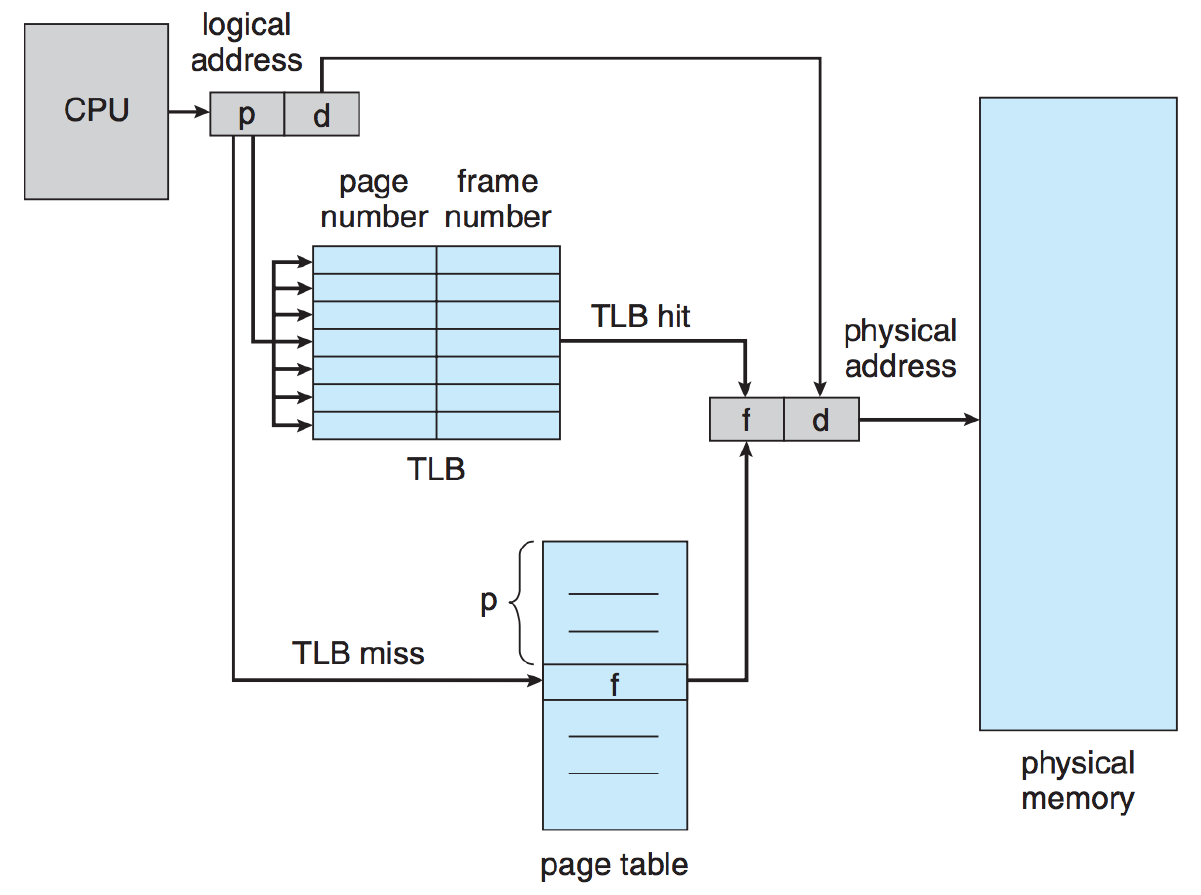 logical
address
CPU
p
d
page
number
frame
number
TLB hit
physical
address
f
d
TLB
p
TLB miss
f
physical
memory
page table